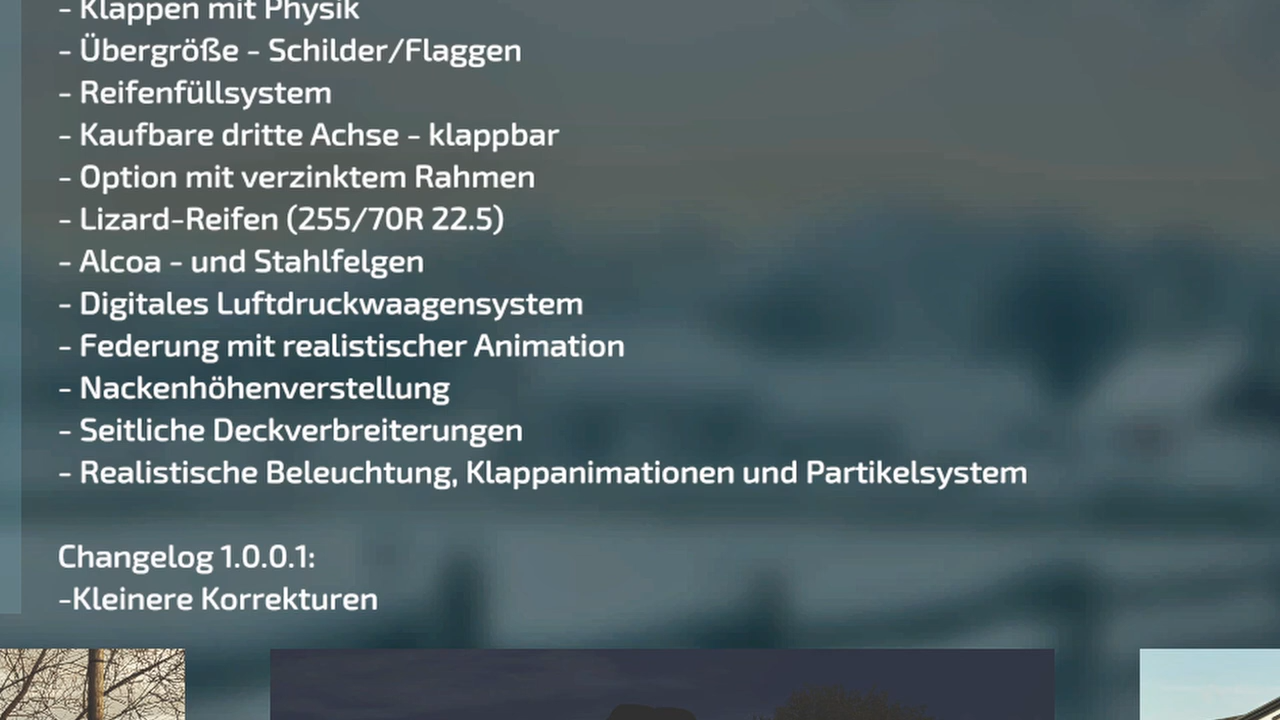 - Klappen mit Physik
- Übergröße - Schilder/Flaggen
- Reifenfüllsystem
- Kaufbare dritte Achse - klappbar
- Option mit verzinktem Rahmen
- Lizard-Reifen (255/70R 22.5)
- Alcoa - und Stahlfelgen
- Digitales Luftdruckwaagensystem
- Federung mit realistischer Animation
- Nackenhöhenverstellung
- Seitliche Deckverbreiterungen
- Realistische Beleuchtung, Klappanimationen und Partikelsystem
Changelog 1.0.0.1:
-Kleinere Korrekturen